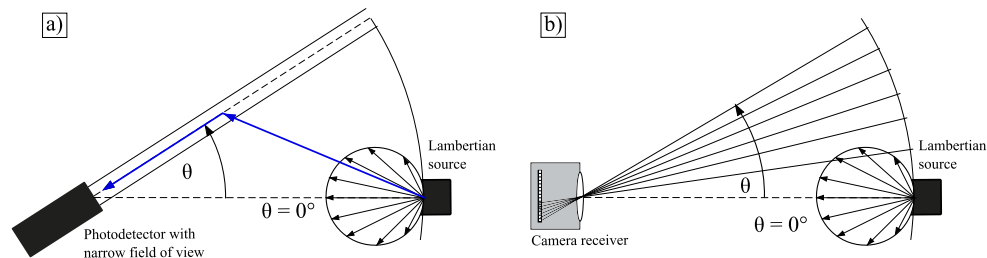 a)
θ
θ = 0°
Lambertian
source
Photodetector with
narrow field of view
b)
θ
θ = 0°
Lambertian
source
Camera receiver